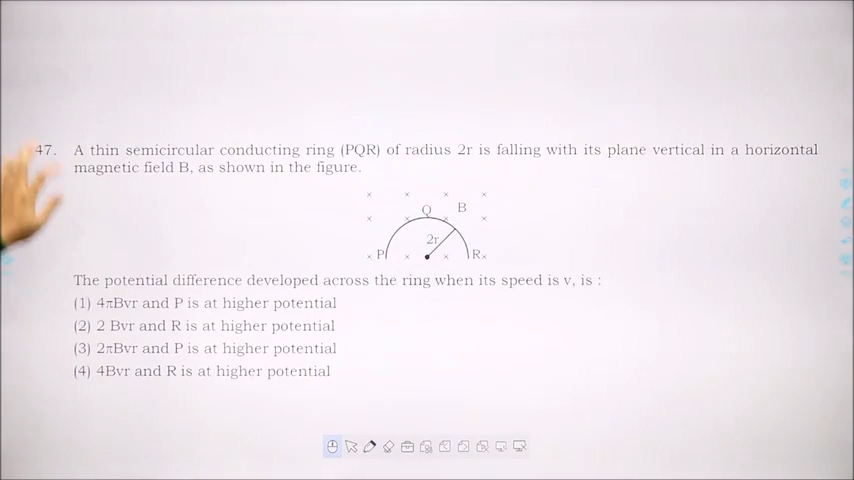 47. A thin semicircular conducting ring (PQR) of radius 2r is falling with its plane vertical in a horizontal
magnetic field B, as shown in the figure.
× × × ×
Q B
× × × ×
2r
× P × × R ×
The potential difference developed across the ring when its speed is v, is :
(1) 4πBvr and P is at higher potential
(2) 2 Bvr and R is at higher potential
(3) 2πBvr and P is at higher potential
(4) 4Bvr and R is at higher potential